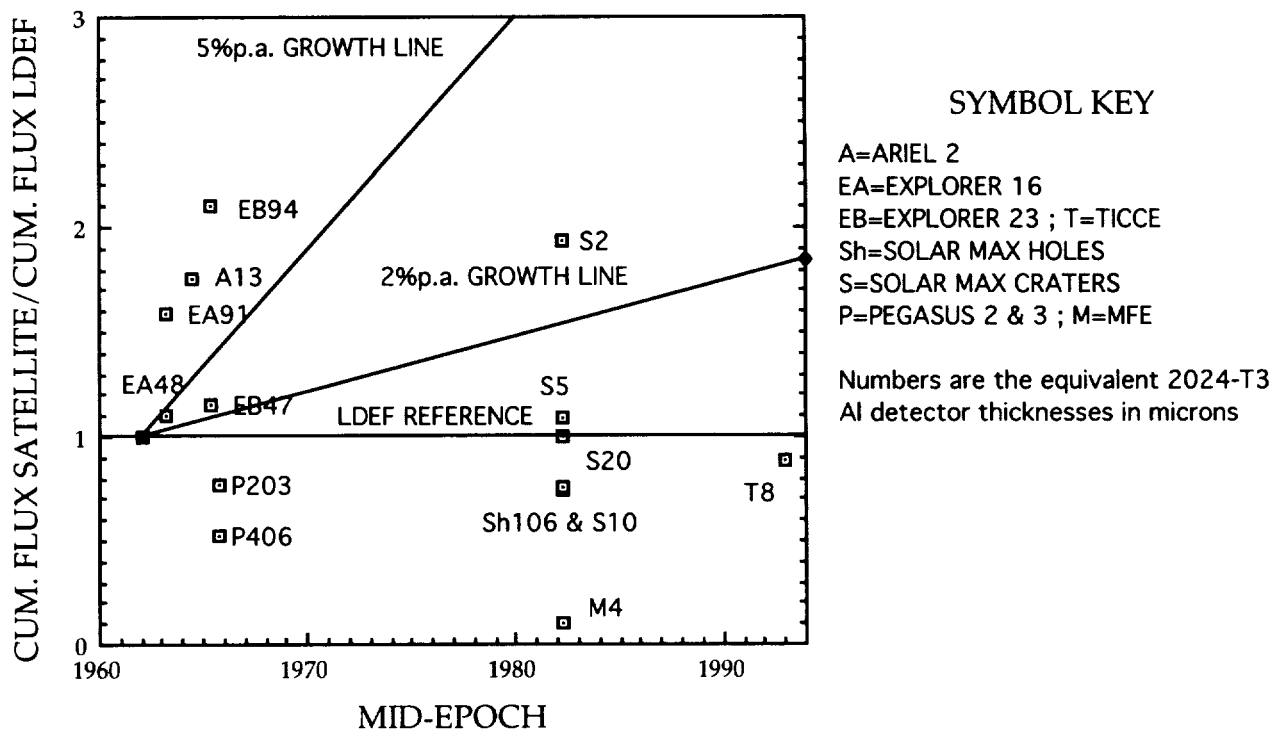 CUM. FLUX SATELLITE/CUM. FLUX LDEF
3
2
1
0
5%p.a. GROWTH LINE
EB94
A13
EA91
S2
2%p.a. GROWTH LINE
EA48
EB47
S5
LDEF REFERENCE
S20
P203
T8
P406
Sh106 & S10
M4
1960
1970
1980
1990
MID-EPOCH
SYMBOL KEY
A=ARIEL 2
EA=EXPLORER 16
EB=EXPLORER 23 ; T=TICCE
Sh=SOLAR MAX HOLES
S=SOLAR MAX CRATERS
P=PEGASUS 2 & 3 ; M=MFE
Numbers are the equivalent 2024-T3
Al detector thicknesses in microns